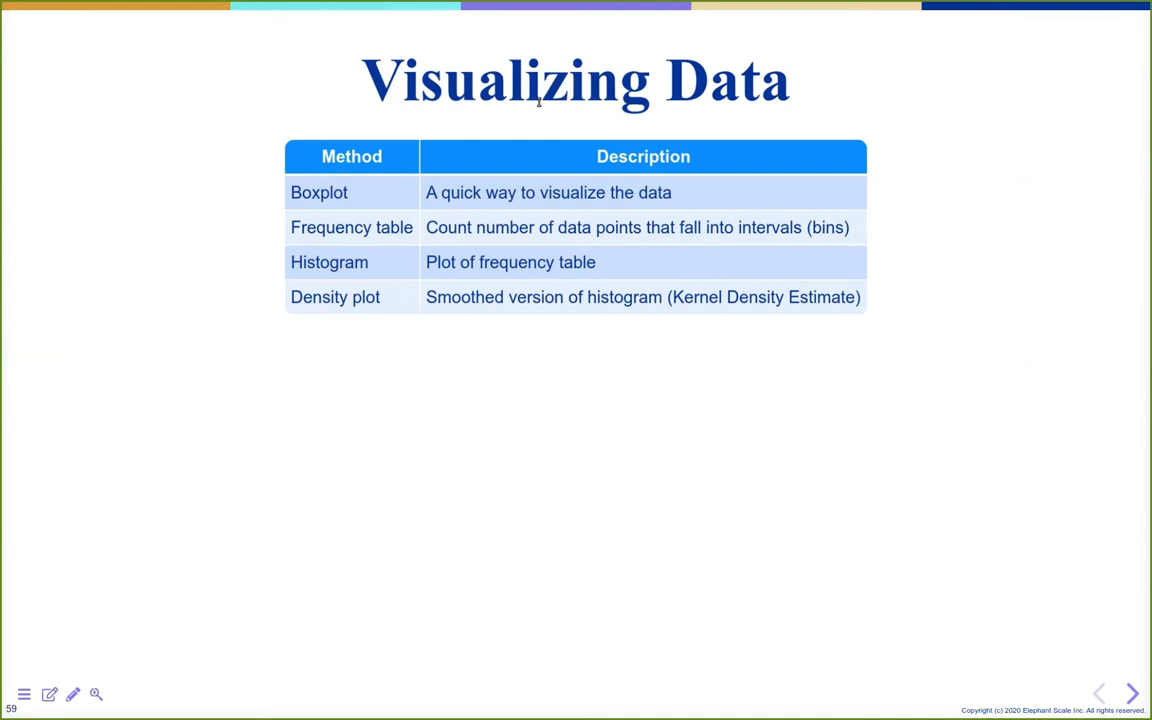 Visualizing Data
Method Description
Boxplot A quick way to visualize the data
Frequency table Count number of data points that fall into intervals (bins)
Histogram Plot of frequency table
Density plot Smoothed version of histogram (Kernel Density Estimate)
59
Copyright (c) 2020 Elephant Scale Inc. All rights reserved.